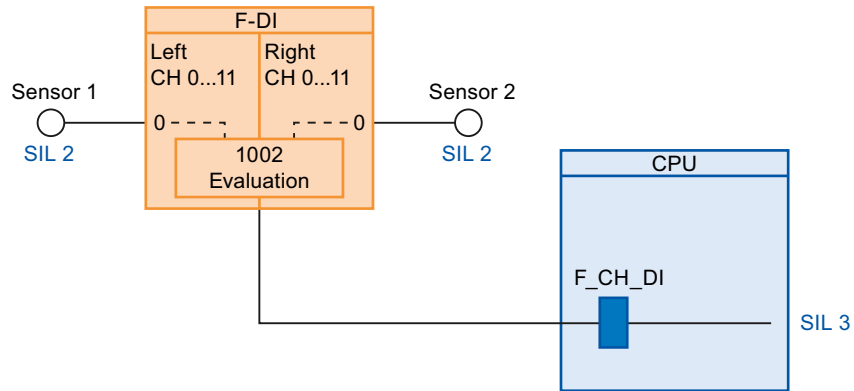 F-DI
Left
CH 0...11
Right
CH 0...11
Sensor 1
SIL 2
0
0
Sensor 2
SIL 2
1002
Evaluation
CPU
F_CH_DI
SIL 3